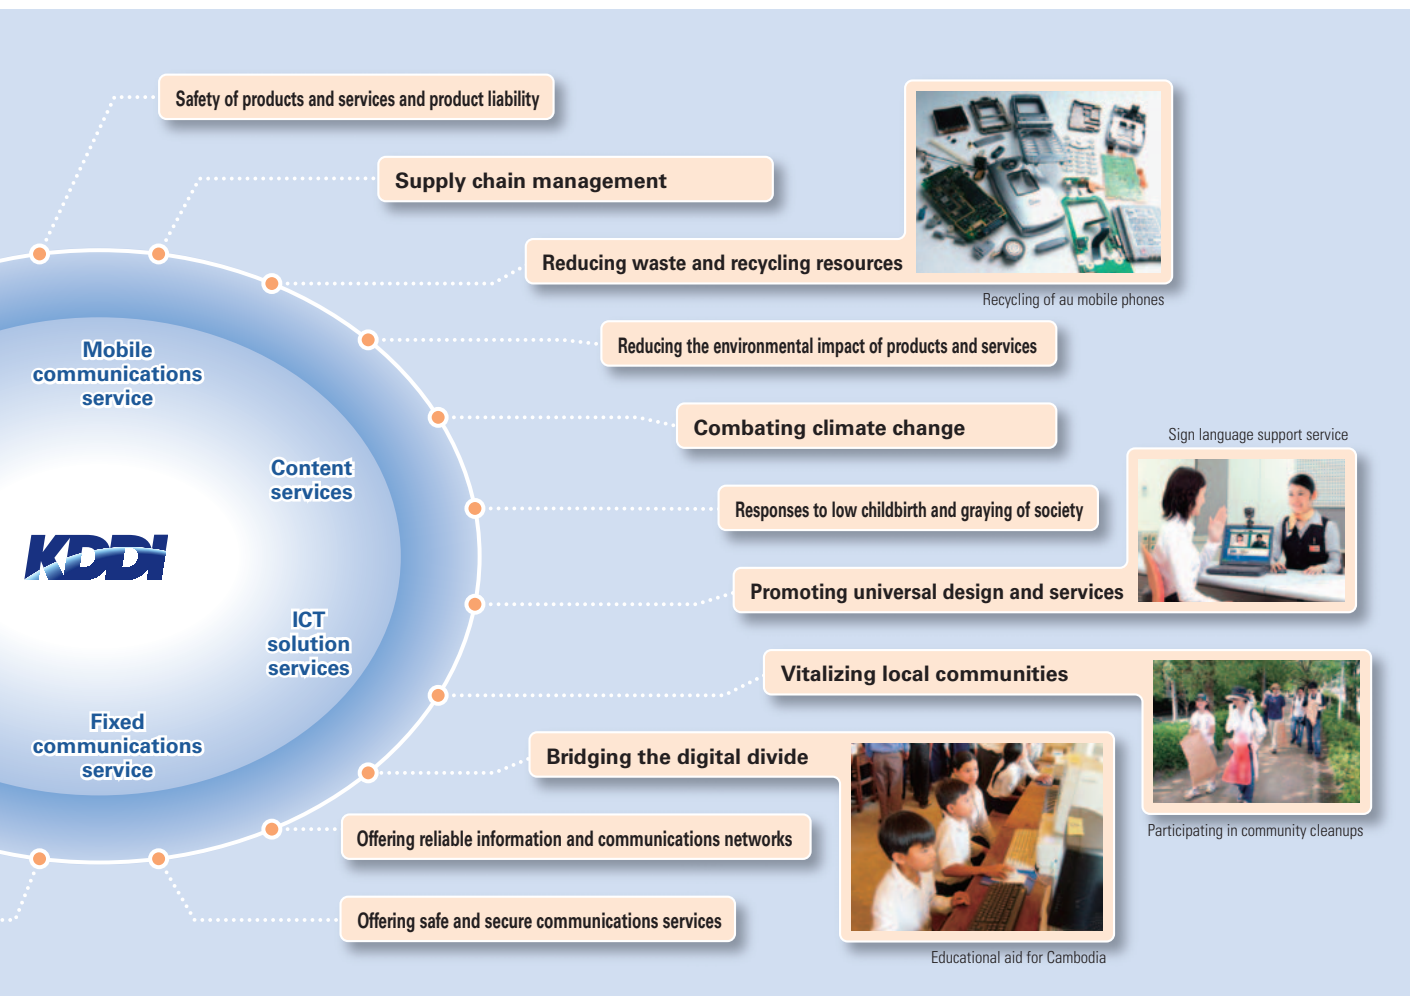 Safety of products and services and product liability
Supply chain management
Reducing waste and recycling resources
Recycling of au mobile phones
Reducing the environmental impact of products and services
Combating climate change
Sign language support service
Responses to low childbirth and graying of society
Promoting universal design and services
Vitalizing local communities
Participating in community cleanups
Bridging the digital divide
Educational aid for Cambodia
Offering reliable information and communications networks
Offering safe and secure communications services
Mobile
communications
service
Content
services
KDDI
ICT
solution
services
Fixed
communications
service